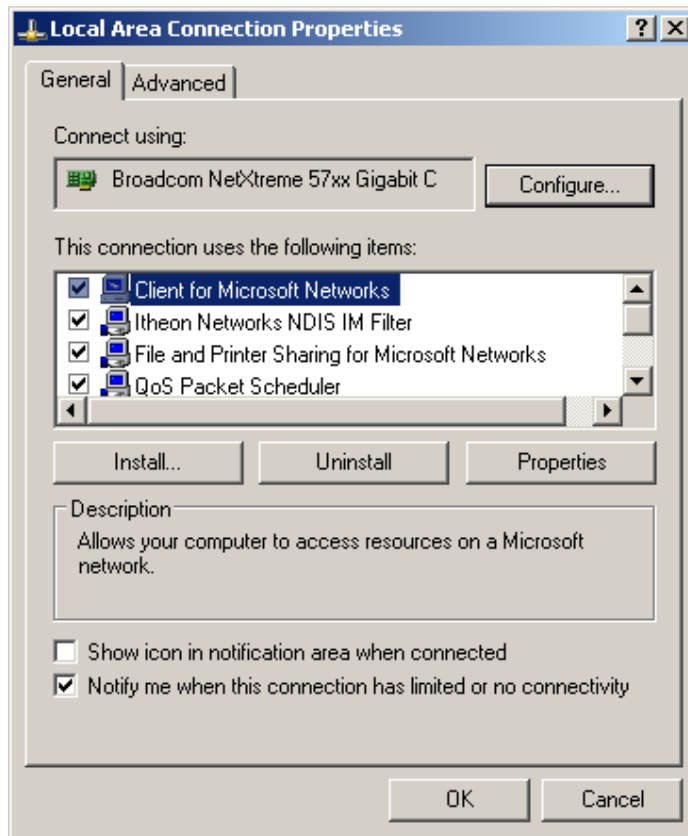 Local Area Connection Properties
General
Advanced
Connect using:
Broadcom NetXtreme 57xx Gigabit C
Configure...
This connection uses the following items:
Client for Microsoft Networks
Itheon Networks NDIS IM Filter
File and Printer Sharing for Microsoft Networks
QoS Packet Scheduler
Install...
Uninstall
Properties
Description
Allows your computer to access resources on a Microsoft
network.
Show icon in notification area when connected
Notify me when this connection has limited or no connectivity
OK
Cancel